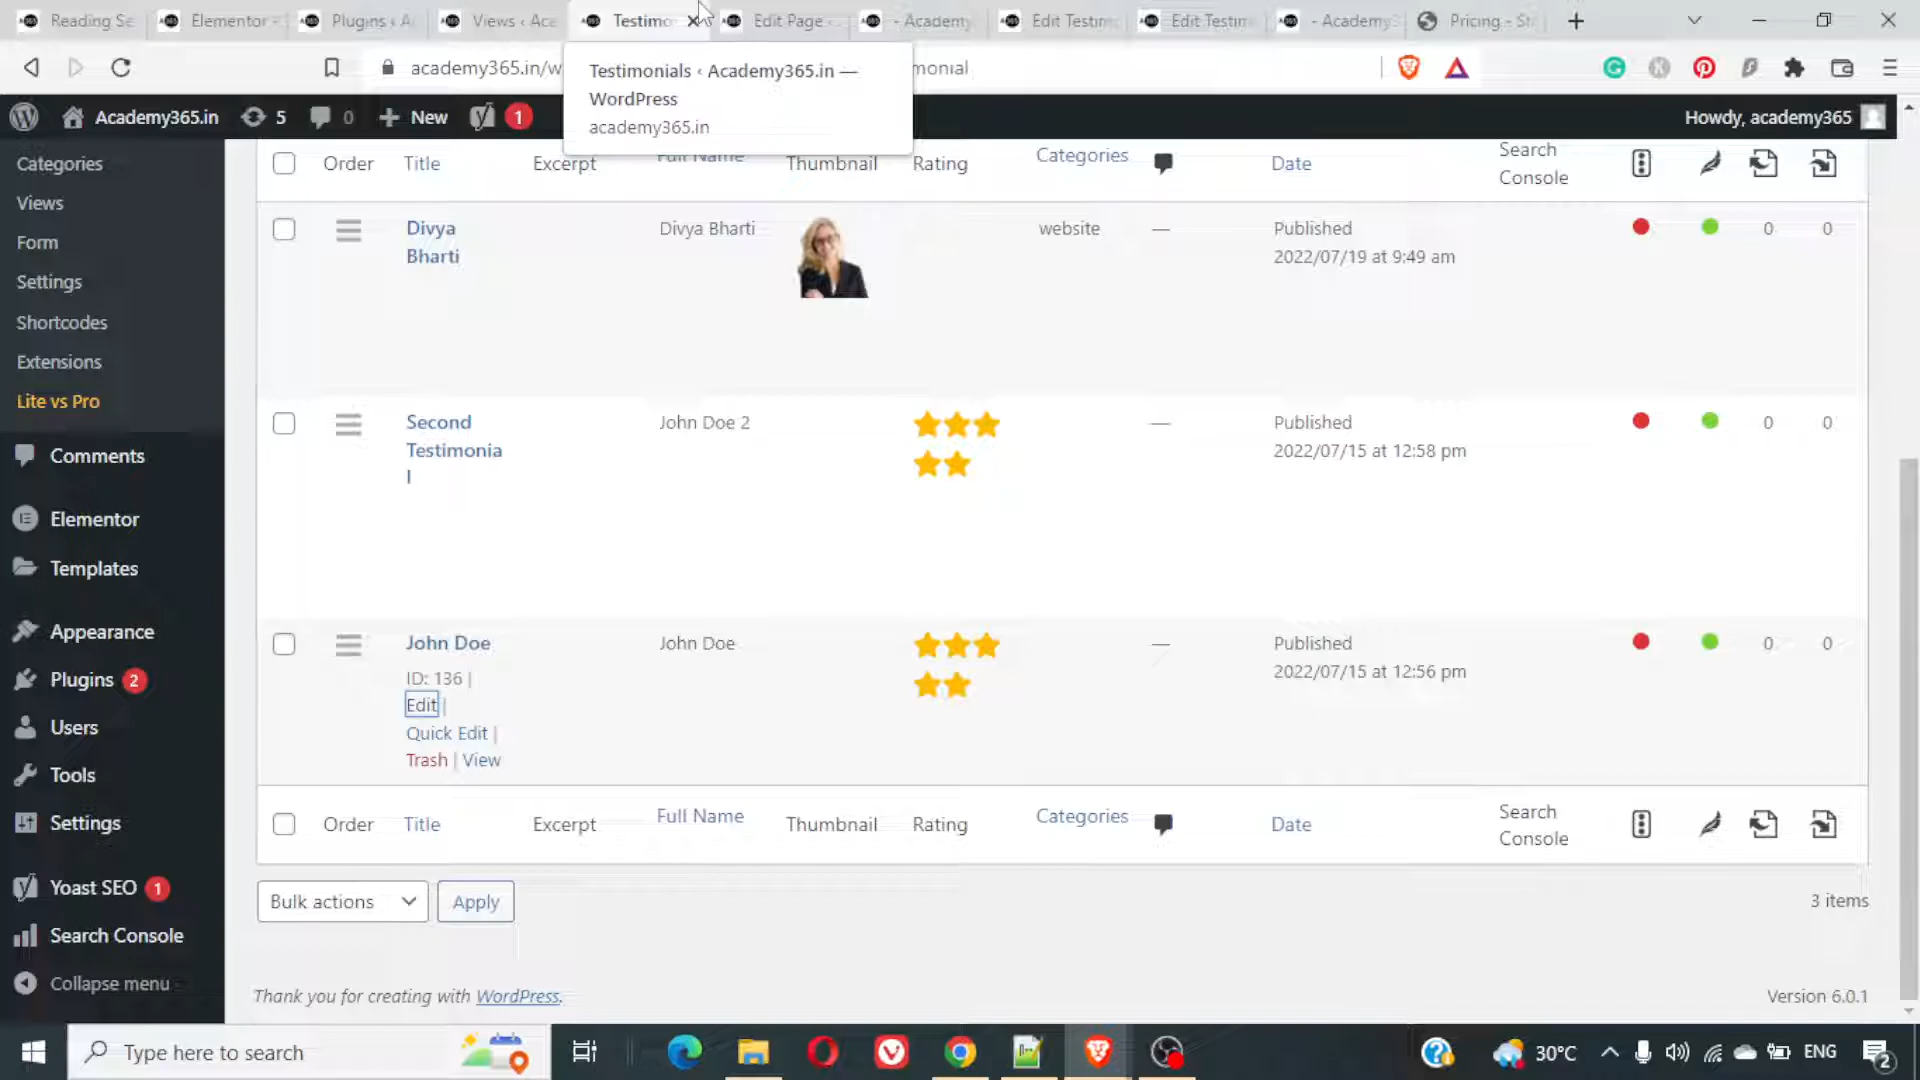 Reading Se
Elementor -
Plugins ‹ A
Views ‹ Aca
Testimo
Edit Page -
- Academy
Edit Testim
Edit Testim
- Academy3
Pricing - St
academy365.in/w
monial
Testimonials ‹ Academy365.in —
WordPress
academy365.in
Academy365.in
5
0
New
1
Howdy, academy365
Categories
Views
Form
Settings
Shortcodes
Extensions
Lite vs Pro
Comments
Elementor
Templates
Appearance
Plugins 2
Users
Tools
Settings
Yoast SEO 1
Search Console
Collapse menu
Order
Title
Excerpt
Full Name
Thumbnail
Rating
Categories
Date
Search
Console
Divya
Bharti
Divya Bharti
website
—
Published
2022/07/19 at 9:49 am
0
0
Second
Testimonia
l
John Doe 2
—
Published
2022/07/15 at 12:58 pm
0
0
John Doe
ID: 136 |
Edit |
Quick Edit |
Trash | View
John Doe
—
Published
2022/07/15 at 12:56 pm
0
0
Order
Title
Excerpt
Full Name
Thumbnail
Rating
Categories
Date
Search
Console
Bulk actions
Apply
3 items
Thank you for creating with WordPress.
Version 6.0.1
Type here to search
30°C
ENG
2